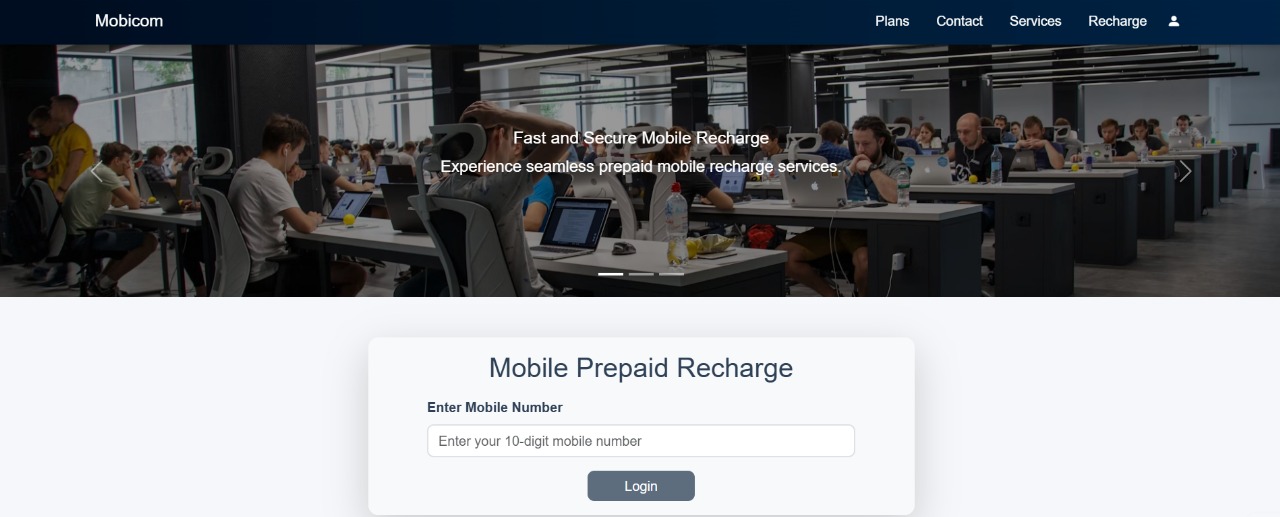 Mobicom
Plans
Contact
Services
Recharge
Fast and Secure Mobile Recharge
Experience seamless prepaid mobile recharge services.
Mobile Prepaid Recharge
Enter Mobile Number
Enter your 10-digit mobile number
Login